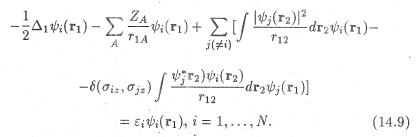 -\frac{1}{2}\Delta_1\psi_i(\mathbf{r}_1) - \sum_A \frac{Z_A}{r_{1A}}\psi_i(\mathbf{r}_1) + \sum_{j(\neq i)} [\int \frac{|\psi_j(\mathbf{r}_2)|^2}{r_{12}} d\mathbf{r}_2 \psi_i(\mathbf{r}_1) -
-\delta(\sigma_{iz}, \sigma_{jz}) \int \frac{\psi_j^* \mathbf{r}_2)\psi_i(\mathbf{r}_2)}{r_{12}} d\mathbf{r}_2 \psi_j(\mathbf{r}_1)]
= \varepsilon_i \psi_i(\mathbf{r}_1), i = 1, \ldots, N. (14.9)